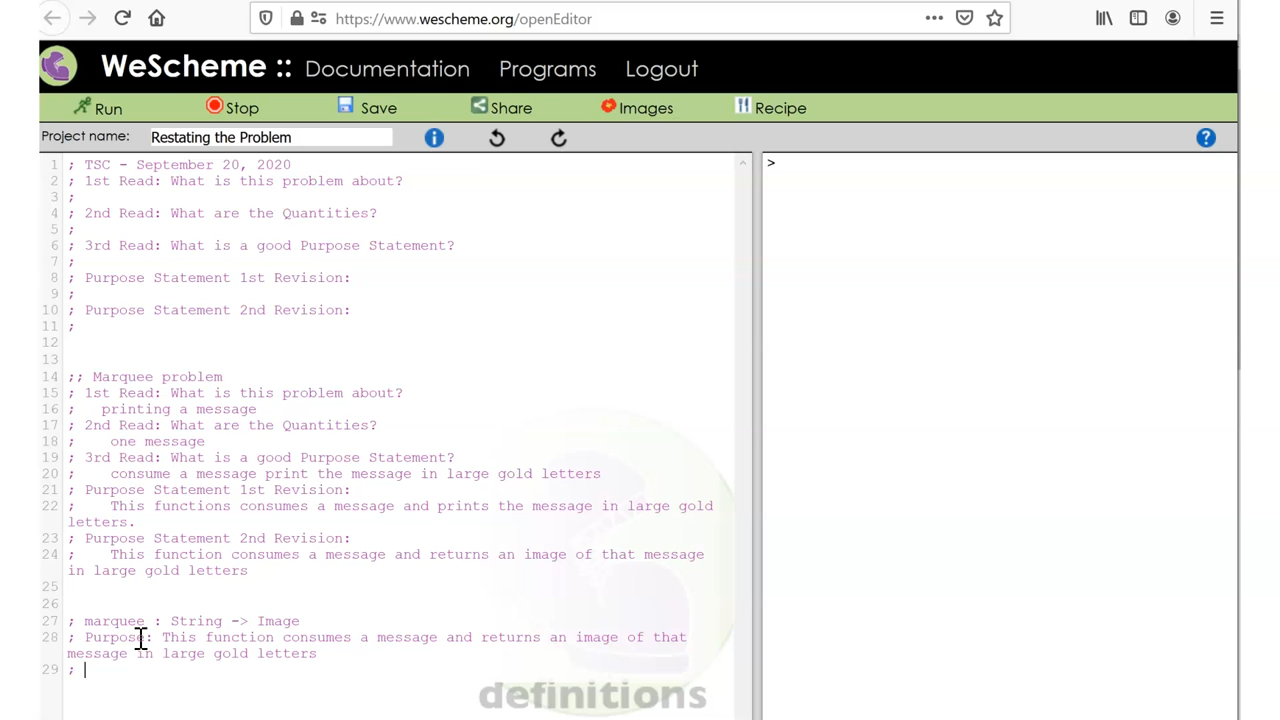 https://www.wescheme.org/openEditor
WeScheme :: Documentation Programs Logout
Run Stop Save Share Images Recipe
Project name: Restating the Problem
1 ; TSC - September 20, 2020
2 ; 1st Read: What is this problem about?
3 ;
4 ; 2nd Read: What are the Quantities?
5 ;
6 ; 3rd Read: What is a good Purpose Statement?
7 ;
8 ; Purpose Statement 1st Revision:
9 ;
10 ; Purpose Statement 2nd Revision:
11 ;
12
13
14 ;; Marquee problem
15 ; 1st Read: What is this problem about?
16 ;   printing a message
17 ; 2nd Read: What are the Quantities?
18 ;    one message
19 ; 3rd Read: What is a good Purpose Statement?
20 ;    consume a message print the message in large gold letters
21 ; Purpose Statement 1st Revision:
22 ;    This functions consumes a message and prints the message in large gold
letters.
23 ; Purpose Statement 2nd Revision:
24 ;    This function consumes a message and returns an image of that message
in large gold letters
25
26
27 ; marquee : String -> Image
28 ; Purpose: This function consumes a message and returns an image of that
message in large gold letters
29 ;
definitions
>